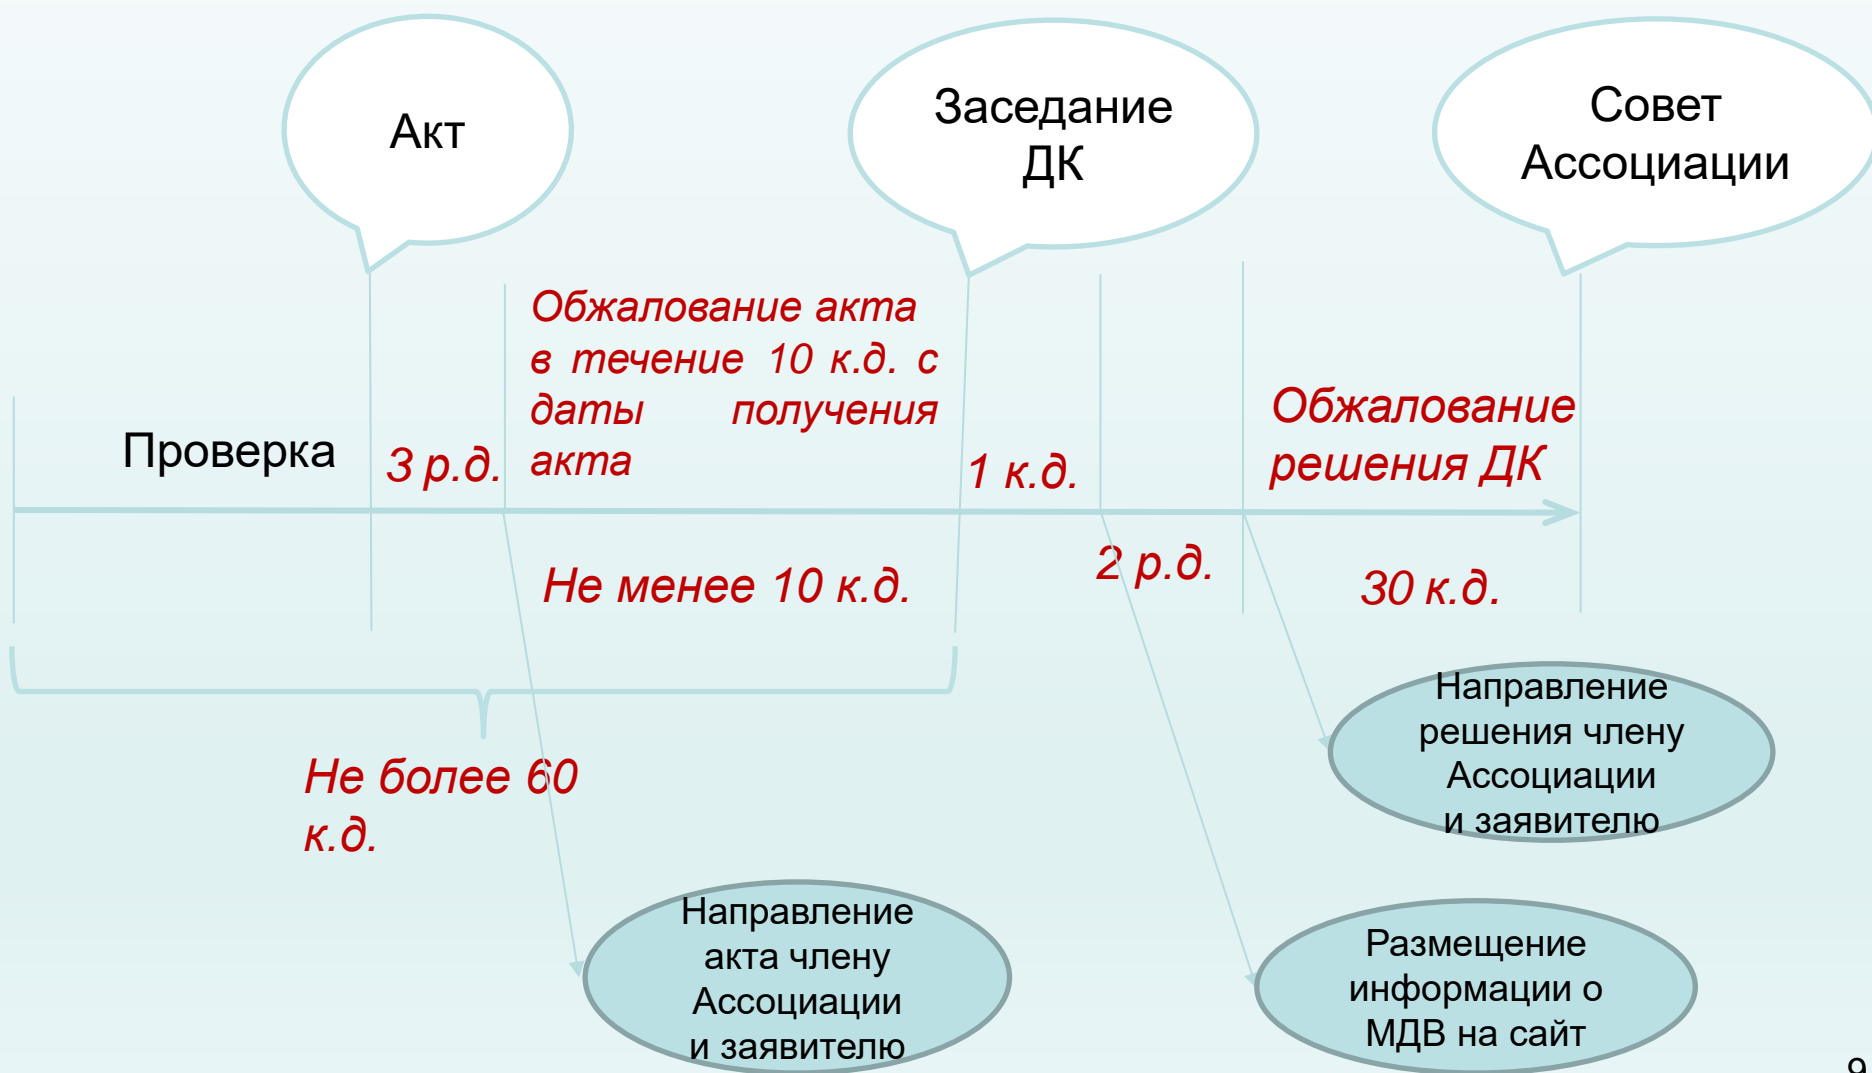 Акт
Заседание
ДК
Совет
Ассоциации
Обжалование акта
в течение 10 к.д. с
даты получения
акта
Проверка
3 р.д.
1 к.д.
Обжалование
решения ДК
Не менее 10 к.д.
2 р.д.
30 к.д.
Не более 60
к.д.
Направление
решения члену
Ассоциации
и заявителю
Направление
акта члену
Ассоциации
и заявителю
Размещение
информации о
МДВ на сайт
9